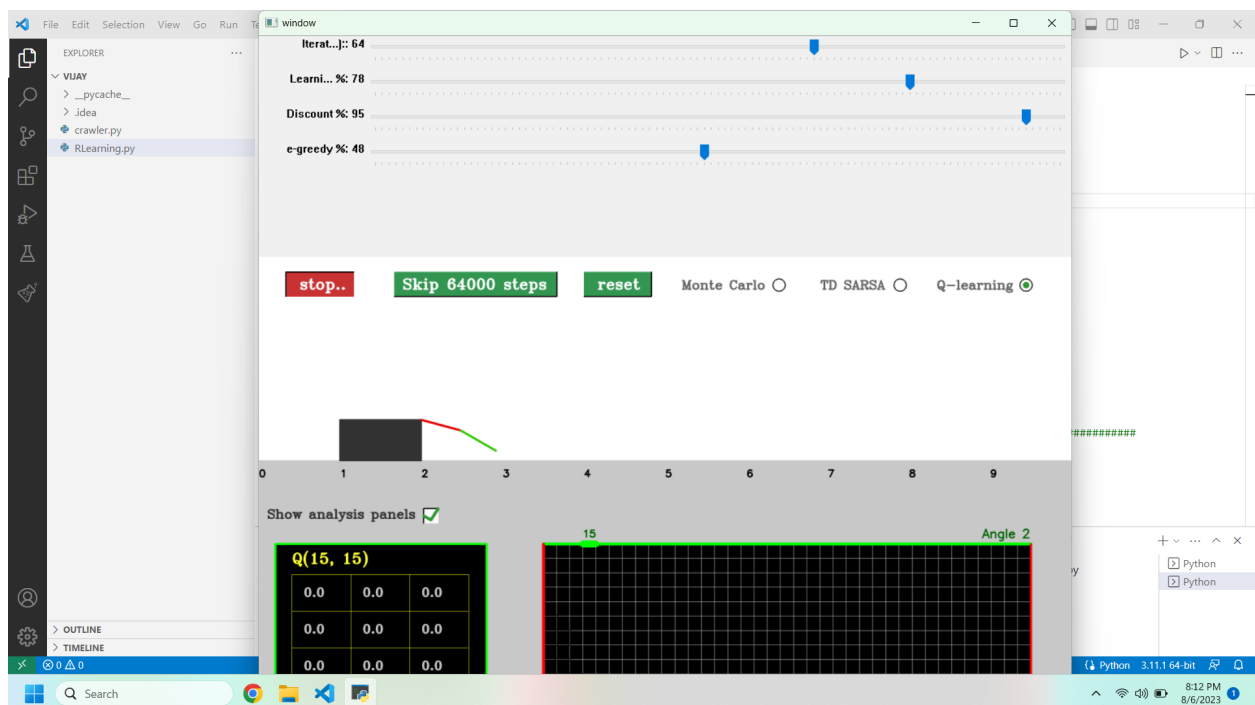 File Edit Selection View Go Run Te
window
EXPLORER
VIJAY
__pycache__
.idea
crawler.py
RLearning.py
Iterat...]:: 64
Learni... %: 78
Discount %: 95
e-greedy %: 48
stop..
Skip 64000 steps
reset
Monte Carlo
TD SARSA
Q-learning
###########
0 1 2 3 4 5 6 7 8 9
Show analysis panels
15
Angle 2
Q(15, 15)
0.0 0.0 0.0
0.0 0.0 0.0
0.0 0.0 0.0
py
Python
Python
OUTLINE
TIMELINE
0 0
Python 3.11.1 64-bit
Search
8:12 PM
8/6/2023
1